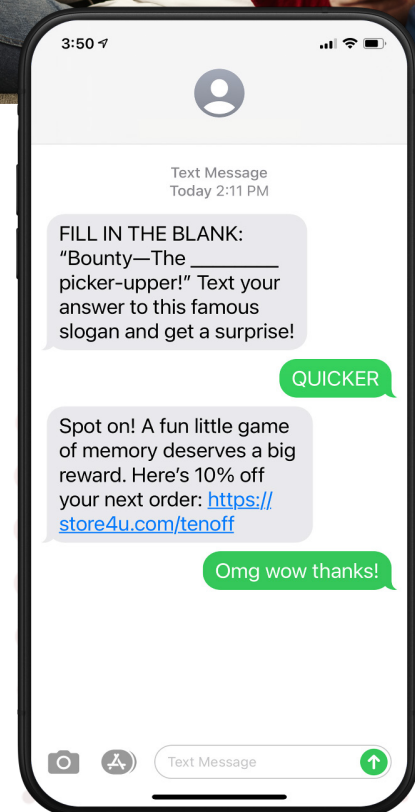 3:50
Text Message
Today 2:11 PM
FILL IN THE BLANK:
“Bounty—The ________
picker-upper!” Text your
answer to this famous
slogan and get a surprise!
QUICKER
Spot on! A fun little game
of memory deserves a big
reward. Here’s 10% off
your next order: https://
store4u.com/tenoff
Omg wow thanks!
Text Message